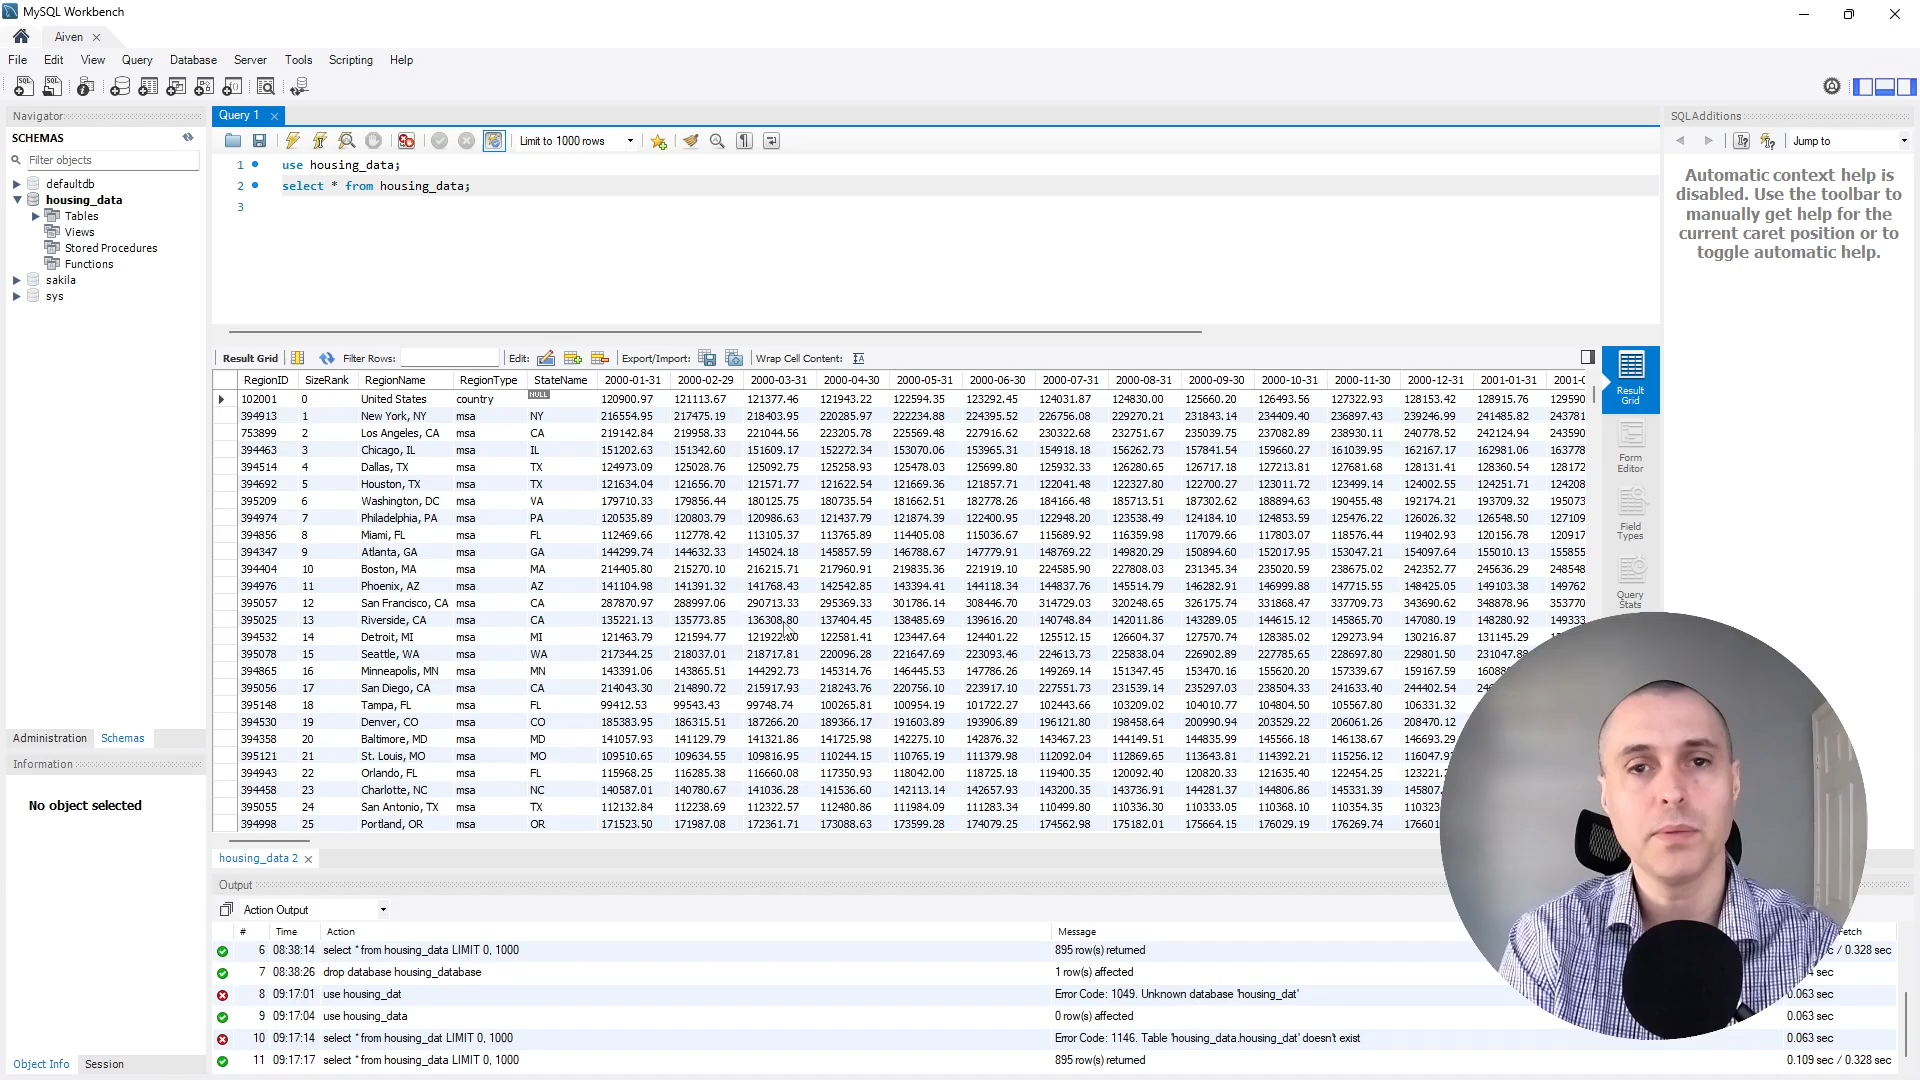 MySQL Workbench
Aiven
File Edit View Query Database Server Tools Scripting Help
Navigator
SCHEMAS
Filter objects
defaultdb
housing_data
Tables
Views
Stored Procedures
Functions
sakila
sys
Administration Schemas
Information
No object selected
Object Info Session
Query 1
Limit to 1000 rows
1 use housing_data;
2 select * from housing_data;
3
Result Grid Filter Rows: Edit: Export/Import: Wrap Cell Content:
RegionID SizeRank RegionName RegionType StateName 2000-01-31 2000-02-29 2000-03-31 2000-04-30 2000-05-31 2000-06-30 2000-07-31 2000-08-31 2000-09-30 2000-10-31 2000-11-30 2000-12-31 2001-01-31 2001-0
102001 0 United States country NULL 120900.97 121113.67 121377.46 121943.22 122594.35 123292.45 124031.87 124830.00 125660.20 126493.56 127322.93 128153.42 128915.76 129590
394913 1 New York, NY msa NY 216554.95 217475.19 218403.95 220285.97 222234.88 224395.52 226756.08 229270.21 231843.14 234409.40 236897.43 239246.99 241485.82 243781
753899 2 Los Angeles, CA msa CA 219142.84 219958.33 221044.56 223205.78 225569.48 227916.62 230322.68 232751.67 235039.75 237082.89 238930.11 240778.52 242124.94 243590
394463 3 Chicago, IL msa IL 151202.63 151342.60 151609.17 152272.34 153070.06 153965.31 154918.18 156262.73 157841.54 159660.27 161039.95 162167.17 162981.06 163778
394514 4 Dallas, TX msa TX 124973.09 125028.76 125092.75 125258.93 125478.03 125699.80 125932.33 126280.65 126717.18 127213.81 127681.68 128131.41 128360.54 128172
394692 5 Houston, TX msa TX 121634.04 121656.70 121571.77 121622.54 121669.36 121857.71 122041.48 122327.80 122700.27 123011.72 123499.14 124002.55 124251.71 124208
395209 6 Washington, DC msa VA 179710.33 179856.44 180125.75 180735.54 181662.51 182778.26 184166.48 185713.51 187302.62 188894.63 190455.48 192174.21 193709.32 195073
394974 7 Philadelphia, PA msa PA 120535.89 120803.79 120986.63 121437.79 121874.39 122400.95 122948.20 123538.49 124184.10 124853.59 125476.22 126026.32 126548.50 127109
394856 8 Miami, FL msa FL 112469.66 112778.42 113105.37 113765.89 114405.08 115036.67 115689.92 116359.98 117079.66 117803.07 118576.44 119402.93 120156.78 120917
394347 9 Atlanta, GA msa GA 144299.74 144632.33 145024.18 145857.59 146788.67 147779.91 148769.22 149820.29 150894.60 152017.95 153047.21 154097.64 155010.13 155855
394404 10 Boston, MA msa MA 214405.80 215270.10 216215.71 217960.91 219835.36 221919.10 224585.90 227808.03 231345.34 235020.59 238675.02 242352.77 245636.29 248548
394976 11 Phoenix, AZ msa AZ 141104.98 141391.32 141768.43 142542.85 143394.41 144118.34 144837.76 145514.79 146282.91 146999.88 147715.55 148425.05 149103.38 149762
395057 12 San Francisco, CA msa CA 287870.97 288997.06 290713.33 295369.33 301786.14 308446.70 314729.03 320248.65 326175.74 331868.47 337709.73 343690.62 348878.96 353770
395025 13 Riverside, CA msa CA 135221.13 135773.85 136308.80 137404.45 138485.69 139616.20 140748.84 142011.86 143289.05 144615.12 145865.70 147080.19 148280.92 149333
394532 14 Detroit, MI msa MI 121463.79 121594.77 121922 122581.41 123447.64 124401.22 125512.15 126604.37 127570.74 128385.02 129273.94 130216.87 131145.29
395078 15 Seattle, WA msa WA 217344.25 218037.01 218717.81 220096.28 221647.69 223093.46 224613.73 225838.04 226902.89 227785.65 228697.80 229801.50 231047.8
394865 16 Minneapolis, MN msa MN 143391.06 143865.51 144292.73 145314.76 146445.53 147786.26 149269.14 151347.45 153470.16 155620.20 157339.67 159167.59 16088
395056 17 San Diego, CA msa CA 214043.30 214890.72 215917.93 218243.76 220756.10 223917.10 227551.73 231539.14 235297.03 238504.33 241633.40 244402.54 24
395148 18 Tampa, FL msa FL 99412.53 99543.43 99748.74 100265.81 100954.19 101722.27 102443.66 103209.02 104010.77 104804.50 105567.80 106331.32
394530 19 Denver, CO msa CO 185383.95 186315.51 187266.20 189366.17 191603.89 193906.89 196121.80 198458.64 200990.94 203529.22 206061.26 208470.12
394358 20 Baltimore, MD msa MD 141057.93 141129.79 141321.86 141725.98 142275.10 142876.32 143467.23 144149.51 144835.99 145566.18 146138.67 146693.29
395121 21 St. Louis, MO msa MO 109510.65 109634.55 109816.95 110244.15 110765.19 111379.98 112092.04 112869.65 113643.81 114392.21 115256.12 116047.9
394943 22 Orlando, FL msa FL 115968.25 116285.38 116660.08 117350.93 118042.00 118725.18 119400.35 120092.40 120820.33 121635.40 122454.25 123221.
394458 23 Charlotte, NC msa NC 140587.01 140780.67 141036.28 141536.60 142113.14 142657.93 143200.35 143736.91 144281.37 144806.86 145331.39 145807.
395055 24 San Antonio, TX msa TX 112132.84 112238.69 112322.57 112480.86 111984.09 111283.34 110499.80 110336.30 110333.05 110368.10 110354.35 110323
394998 25 Portland, OR msa OR 171523.50 171987.08 172361.71 173088.63 173599.28 174079.25 174562.98 175182.01 175664.15 176029.19 176269.74 17660
Result Grid
Form Editor
Field Types
Query Stats
housing_data 2
Output
Action Output
# Time Action Message Fetch
6 08:38:14 select * from housing_data LIMIT 0, 1000 895 row(s) returned / 0.328 sec
7 08:38:26 drop database housing_database 1 row(s) affected sec
8 09:17:01 use housing_dat Error Code: 1049. Unknown database 'housing_dat' 0.063 sec
9 09:17:04 use housing_data 0 row(s) affected 0.063 sec
10 09:17:14 select * from housing_dat LIMIT 0, 1000 Error Code: 1146. Table 'housing_data.housing_dat' doesn't exist 0.063 sec
11 09:17:17 select * from housing_data LIMIT 0, 1000 895 row(s) returned 0.109 sec / 0.328 sec
SQLAdditions
Jump to
Automatic context help is
disabled. Use the toolbar to
manually get help for the
current caret position or to
toggle automatic help.